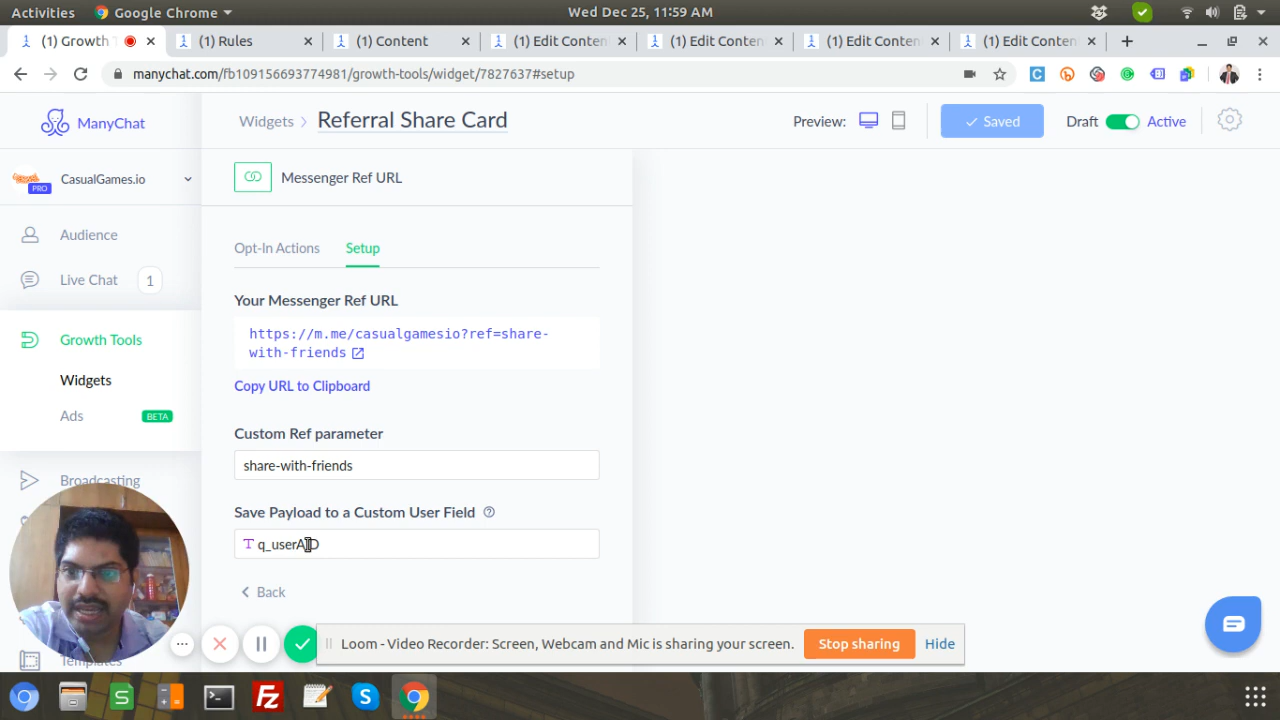 Activities
Google Chrome
Wed Dec 25, 11:59 AM
(1) Growth T
(1) Rules
(1) Content
(1) Edit Conten
(1) Edit Conten
(1) Edit Conten
(1) Edit Conten
manychat.com/fb109156693774981/growth-tools/widget/7827637#setup
ManyChat
Widgets
Referral Share Card
Preview:
Saved
Draft
Active
CasualGames.io
PRO
Messenger Ref URL
Audience
Live Chat
1
Growth Tools
Widgets
Ads
BETA
Broadcasting
Templates
Opt-In Actions
Setup
Your Messenger Ref URL
https://m.me/casualgamesio?ref=share-
with-friends
Copy URL to Clipboard
Custom Ref parameter
share-with-friends
Save Payload to a Custom User Field
Back
Loom - Video Recorder: Screen, Webcam and Mic is sharing your screen.
Stop sharing
Hide